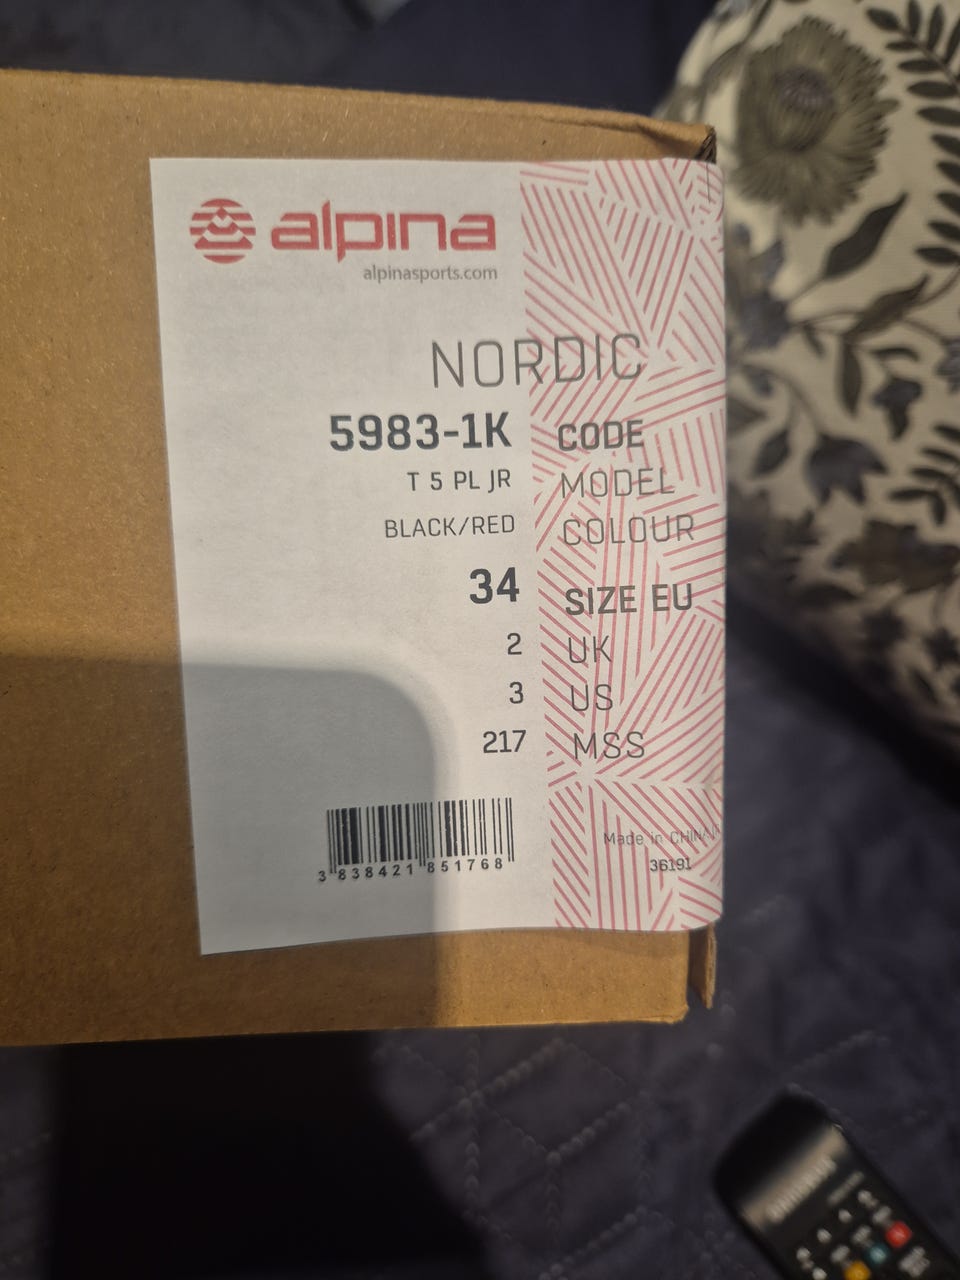 alpina
alpinasports.com
NORDIC
5983-1K CODE
T 5 PL JR MODEL
BLACK/RED COLOUR
34 SIZE EU
2 UK
3 US
217 MSS
Made in CHINA
36191
3 838421 851768